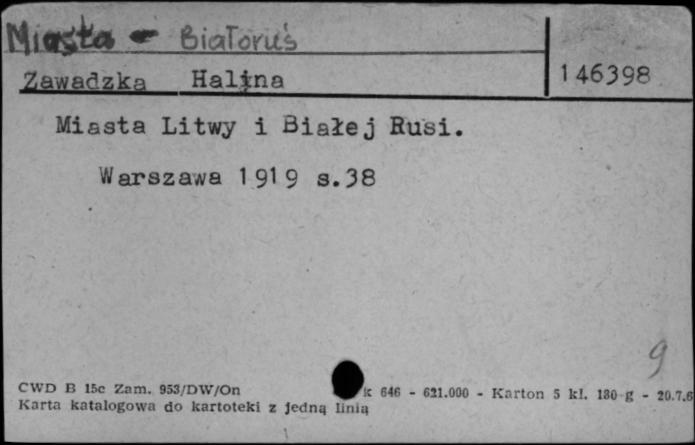 Miasta - Białoruś
Zawadzka Halina 146398
Miasta Litwy i Białej Rusi.
Warszawa 1919 s.38
9
CWD B 15c Zam. 953/DW/On k 646 - 621.000 - Karton 5 kl. 180 g - 20.7.6
Karta katalogowa do kartoteki z jedną linią